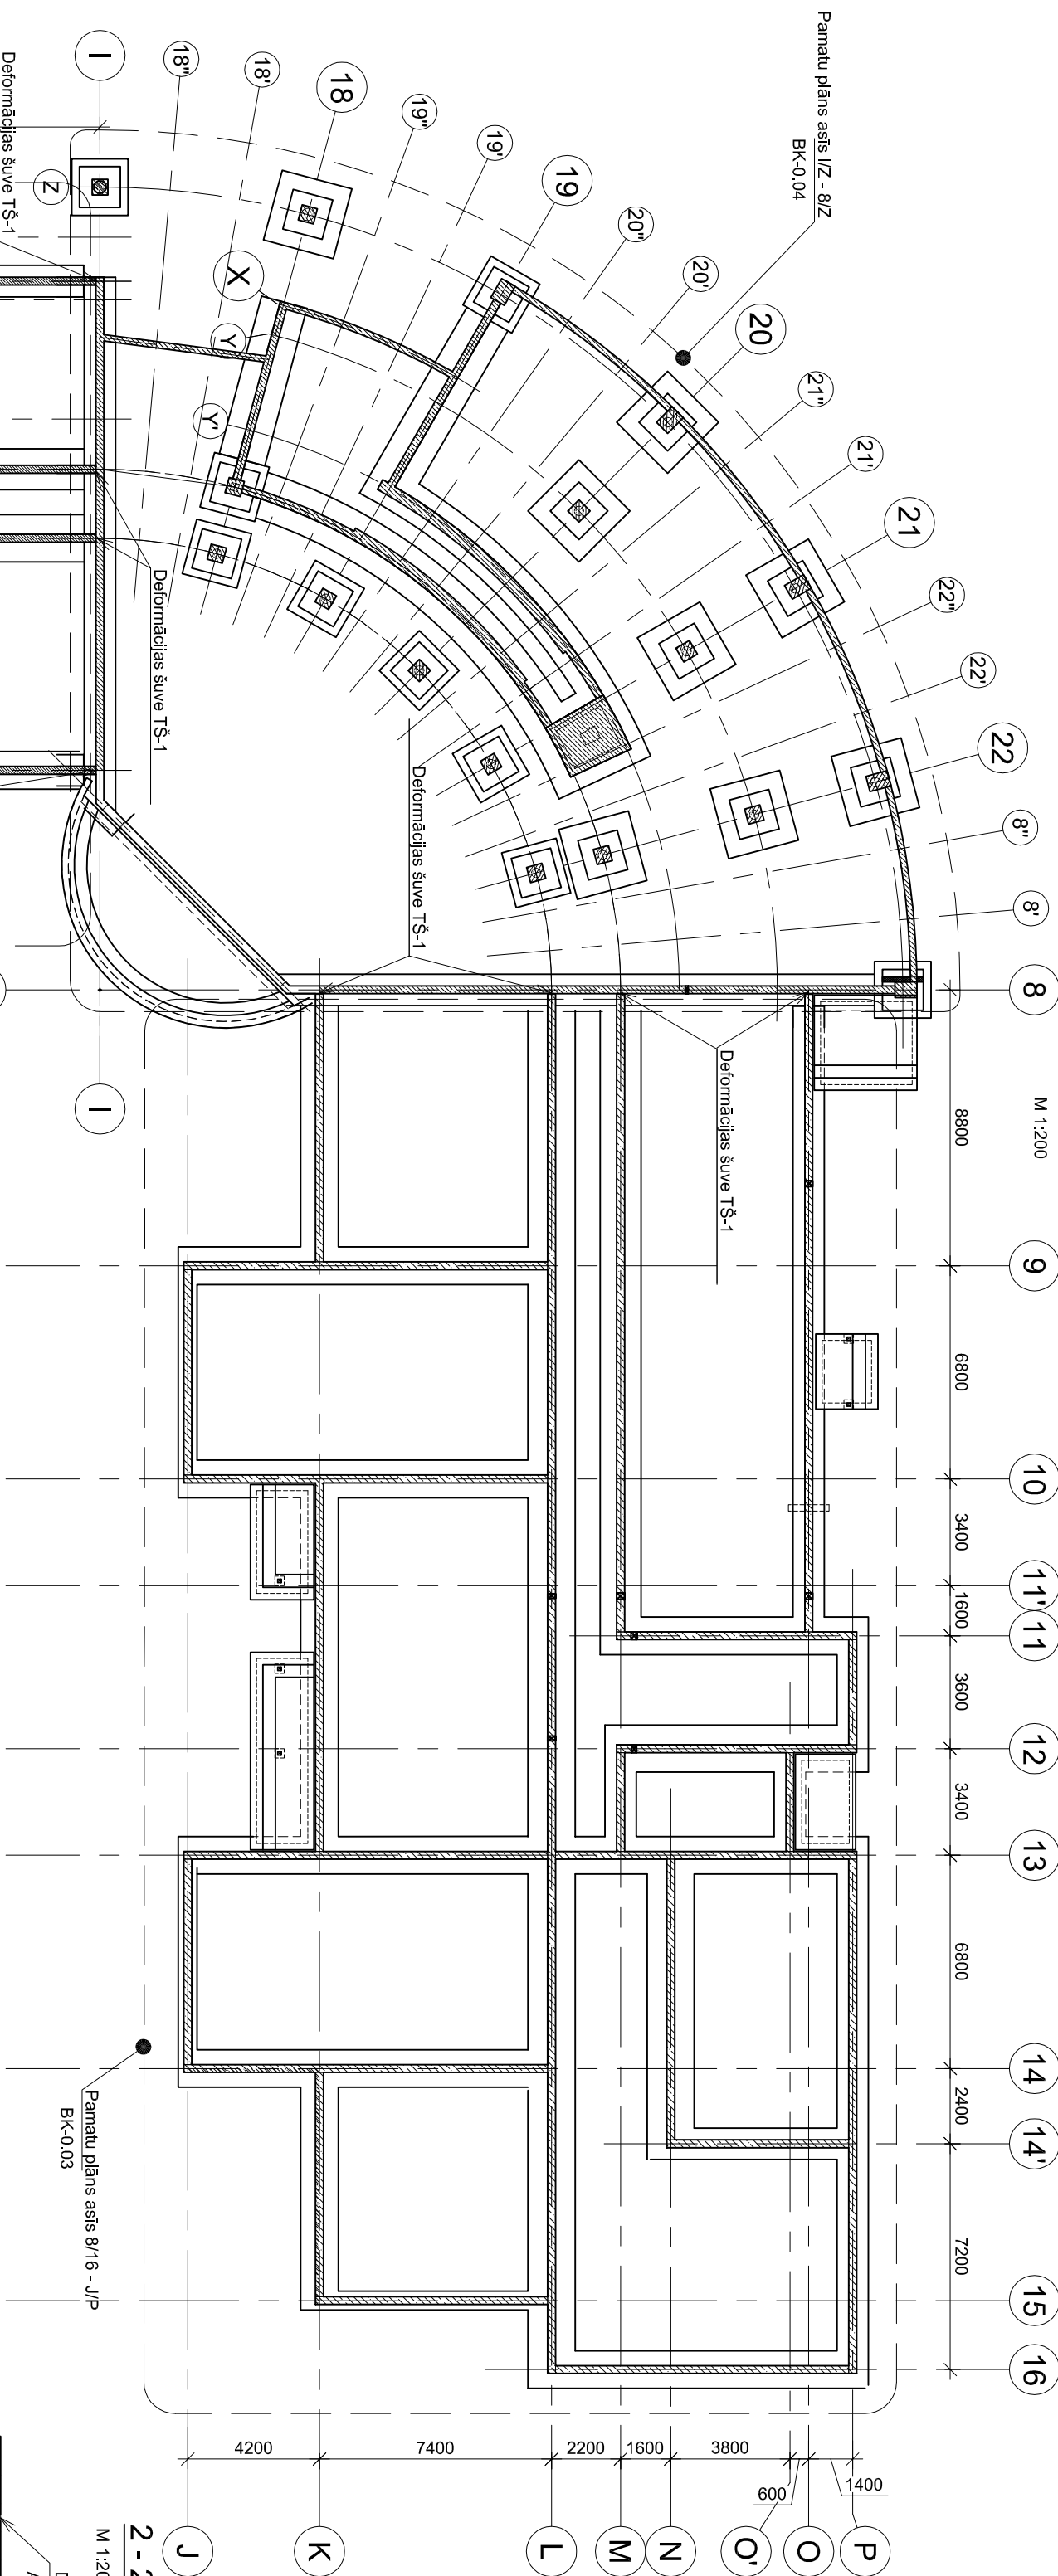 Pamatu plāns asīs I/Z - 8/Z
BK-0.04
M 1:200
I
18''
18'
18
19''
19'
19
20''
20'
20
21''
21'
21
22''
22'
22
8''
8'
8
9
10
11'
11
12
13
14
14'
15
16
8800
6800
3400
1600
3600
3400
6800
2400
7200
Z
X
Y
Y'
I
Deformācijas šuve TŠ-1
Deformācijas šuve TŠ-1
Deformācijas šuve TŠ-1
Deformācijas šuve TŠ-1
Pamatu plāns asīs 8/16 - J/P
BK-0.03
4200
7400
2200
1600
3800
600
1400
J
K
L
M
N
O'
O
P
2 - 2
M 1:20